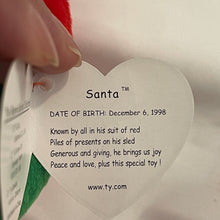 Santa™
DATE OF BIRTH: December 6, 1998
Known by all in his suit of red
Piles of presents on his sled
Generous and giving, he brings us joy
Peace and love, plus this special toy !
www.ty.com